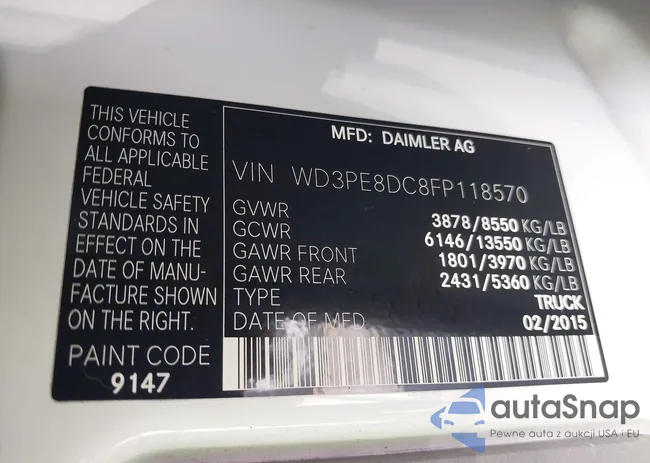 THIS VEHICLE
CONFORMS TO
ALL APPLICABLE
FEDERAL
VEHICLE SAFETY
STANDARDS IN
EFFECT ON THE
DATE OF MANU-
FACTURE SHOWN
ON THE RIGHT.
PAINT CODE
9147
MFD: DAIMLER AG
VIN WD3PE8DC8FP118570
GVWR 3878/8550 KG/LB
GCWR 6146/13550 KG/LB
GAWR FRONT 1801/3970 KG/LB
GAWR REAR 2431/5360 KG/LB
TYPE TRUCK
DATE OF MFD 02/2015
autaSnap
Pewne auta z aukcji USA i EU